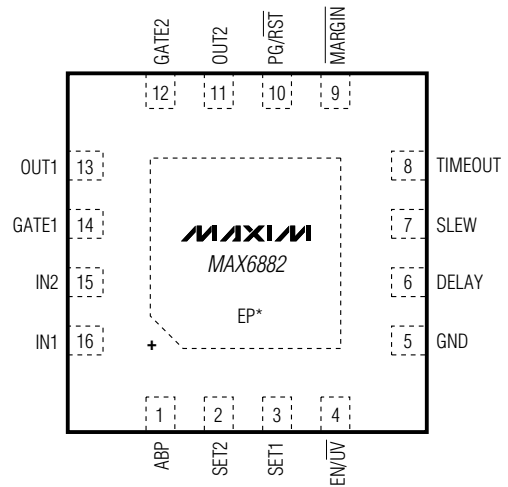 GATE2
OUT2
PG/RST
MARGIN
12
11
10
9
OUT1 13
8 TIMEOUT
GATE1 14
MAXIM
7 SLEW
MAX6882
IN2 15
6 DELAY
EP*
IN1 16
+
5 GND
1
2
3
4
ABP
SET2
SET1
EN/UV